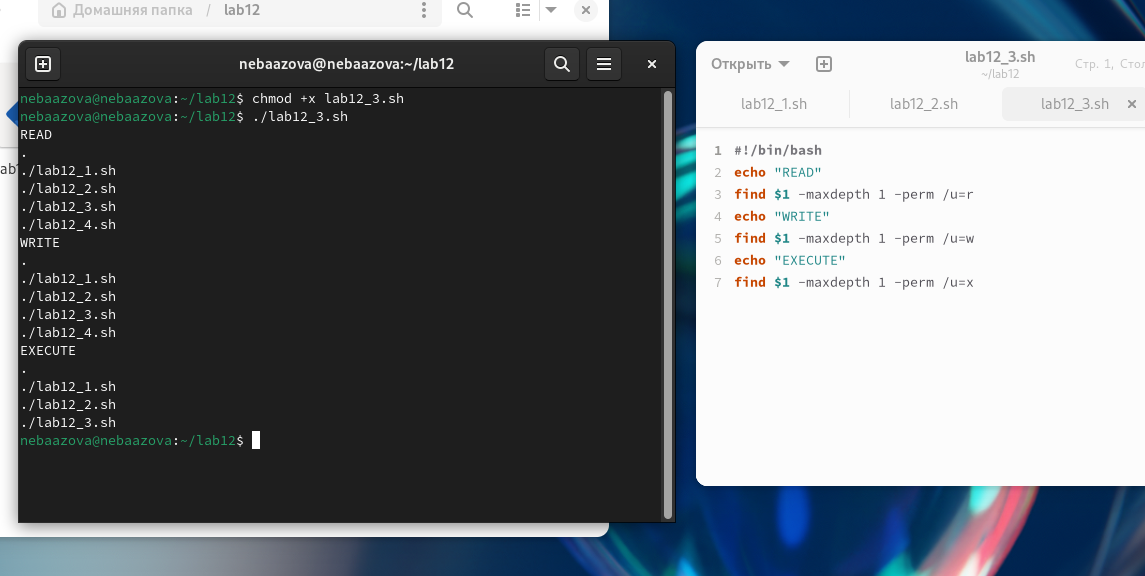 Домашняя папка / lab12
nebaazova@nebaazova:~/lab12
nebaazova@nebaazova:~/lab12$ chmod +x lab12_3.sh
nebaazova@nebaazova:~/lab12$ ./lab12_3.sh
READ
.
./lab12_1.sh
./lab12_2.sh
./lab12_3.sh
./lab12_4.sh
WRITE
.
./lab12_1.sh
./lab12_2.sh
./lab12_3.sh
./lab12_4.sh
EXECUTE
.
./lab12_1.sh
./lab12_2.sh
./lab12_3.sh
nebaazova@nebaazova:~/lab12$
Открыть
lab12_3.sh
~/lab12
Стр. 1,
lab12_1.sh lab12_2.sh lab12_3.sh
1 #!/bin/bash
2 echo "READ"
3 find $1 -maxdepth 1 -perm /u=r
4 echo "WRITE"
5 find $1 -maxdepth 1 -perm /u=w
6 echo "EXECUTE"
7 find $1 -maxdepth 1 -perm /u=x